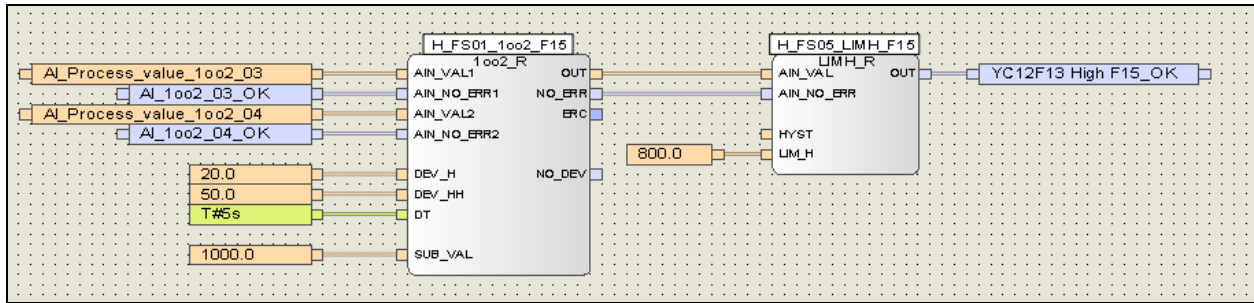 H_FS01_1oo2_F15
H_FS05_LIMH_F15
1oo2_R
LIMH_R
AI_Process_value_1oo2_03
AIN_VAL1
OUT
AIN_VAL
OUT
YC12F13 High F15_OK
AI_1oo2_03_OK
AIN_NO_ERR1
NO_ERR
AIN_NO_ERR
AI_Process_value_1oo2_04
AIN_VAL2
ERC
AI_1oo2_04_OK
AIN_NO_ERR2
HYST
800.0
LIM_H
20.0
DEV_H
NO_DEV
50.0
DEV_HH
T#5s
DT
1000.0
SUB_VAL